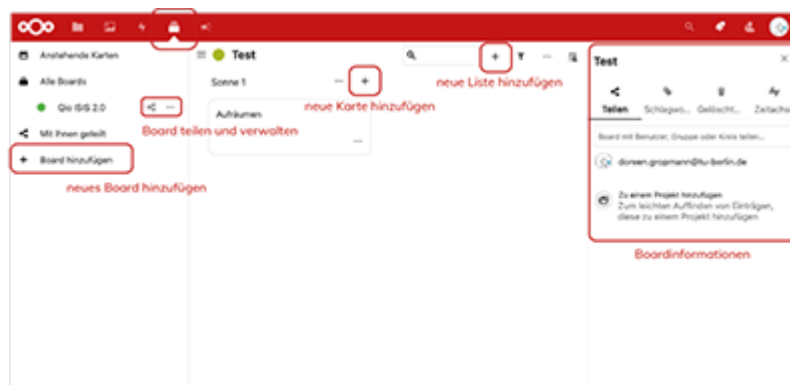 Anstehende Karten
Alle Boards
Qio ISIS 2.0
Mit Ihnen geteilt
Board hinzufügen
neues Board hinzufügen
Board teilen und verwalten
Test
Sonne 1
neue Karte hinzufügen
Aufräumen
neue Liste hinzufügen
Test
Teilen
Schlagwo...
Gelöscht...
Zeitachse
Board mit Benutzer, Gruppe oder Kreis teilen...
doreen.gropmann@tu-berlin.de
Zu einem Projekt hinzufügen
Zum leichten Auffinden von Einträgen,
diese zu einem Projekt hinzufügen
Boardinformationen